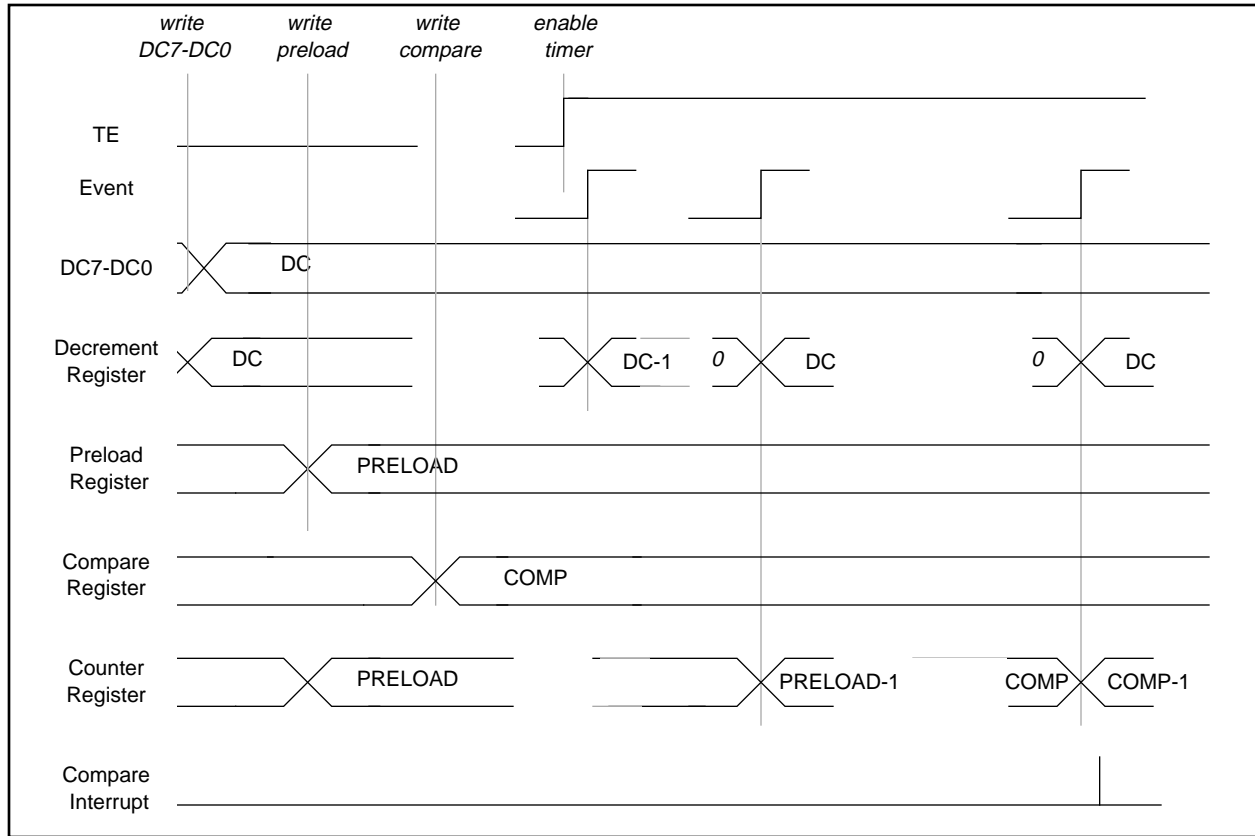 write
DC7-DC0
write
preload
write
compare
enable
timer
TE
Event
DC7-DC0
DC
Decrement
Register
DC
DC-1
0
DC
0
DC
Preload
Register
PRELOAD
Compare
Register
COMP
Counter
Register
PRELOAD
PRELOAD-1
COMP
COMP-1
Compare
Interrupt